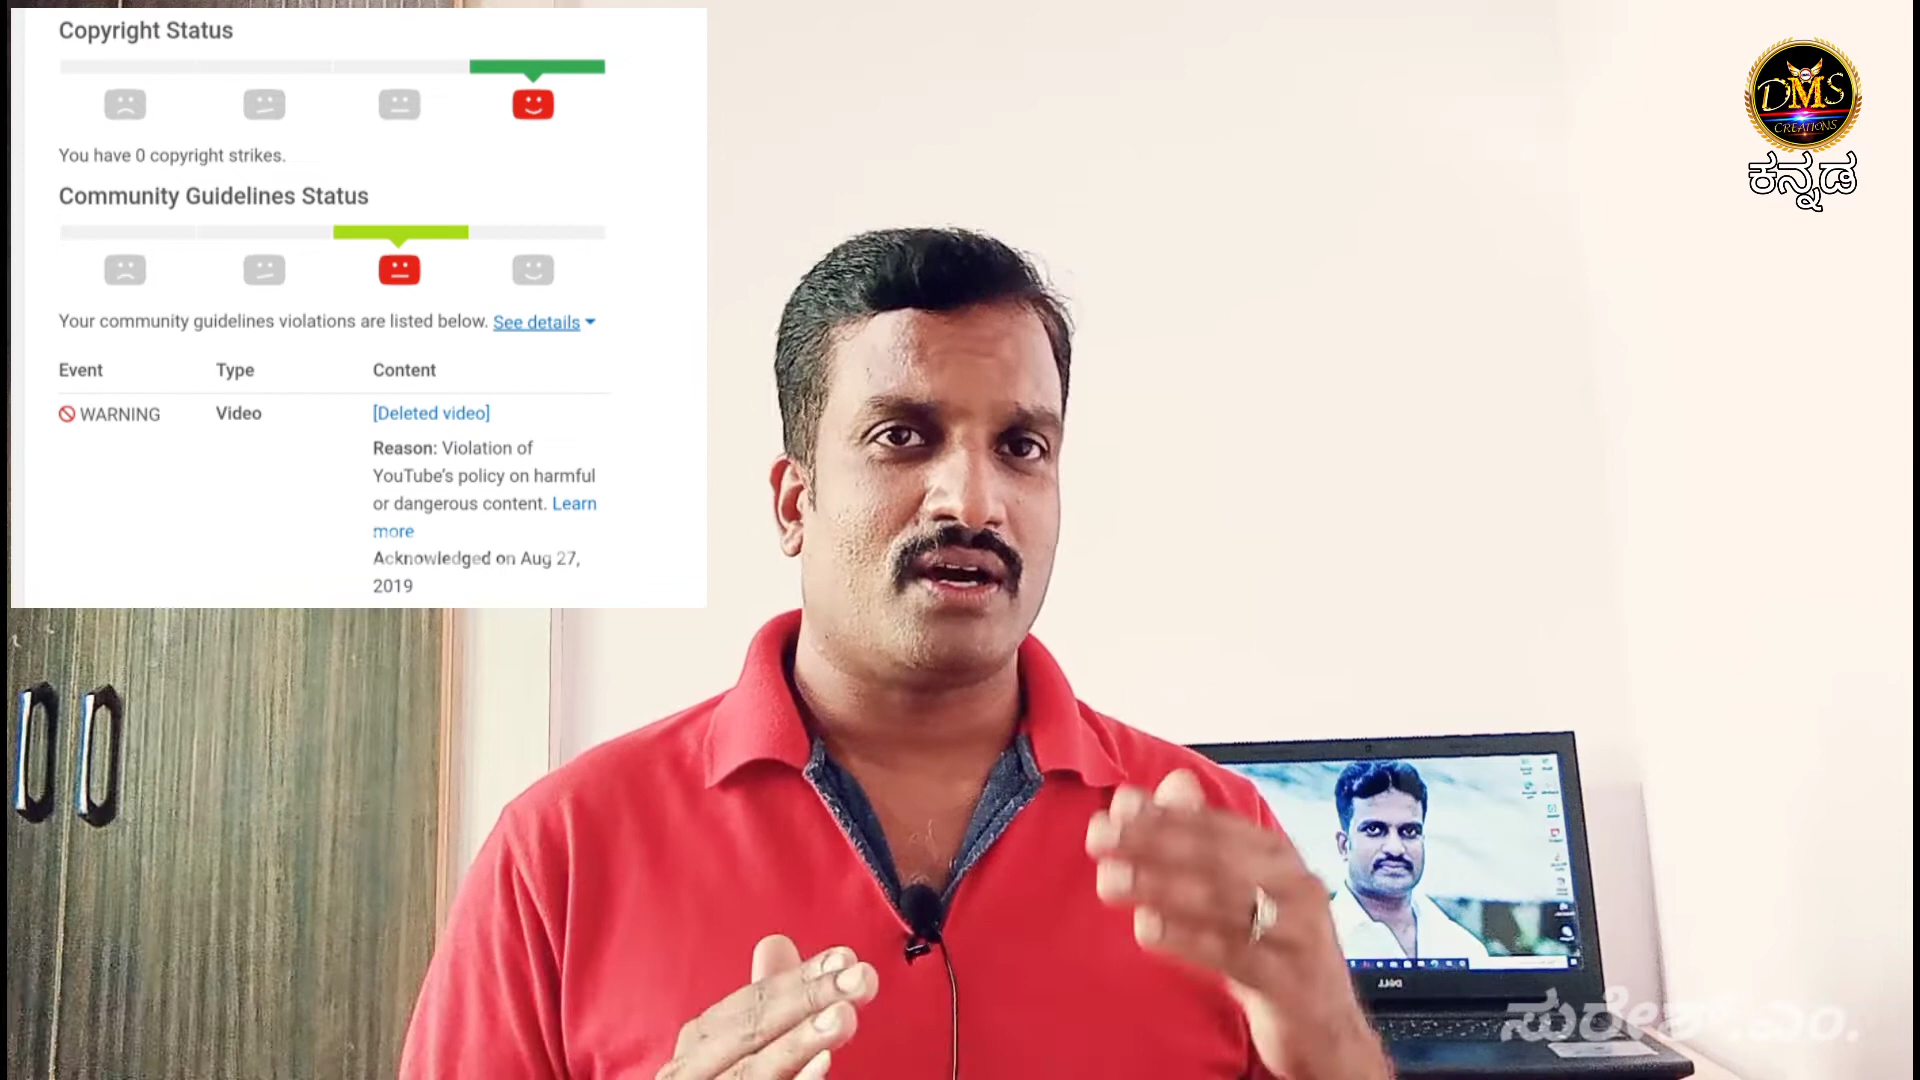 Copyright Status
You have 0 copyright strikes.
Community Guidelines Status
Your community guidelines violations are listed below. See details
Event Type Content
WARNING Video [Deleted video]
Reason: Violation of
YouTube's policy on harmful
or dangerous content. Learn
more
Acknowledged on Aug 27,
2019
DMS
CREATIONS
ಕನ್ನಡ
DELL
ಸುರೇಶ್.ಎಂ.